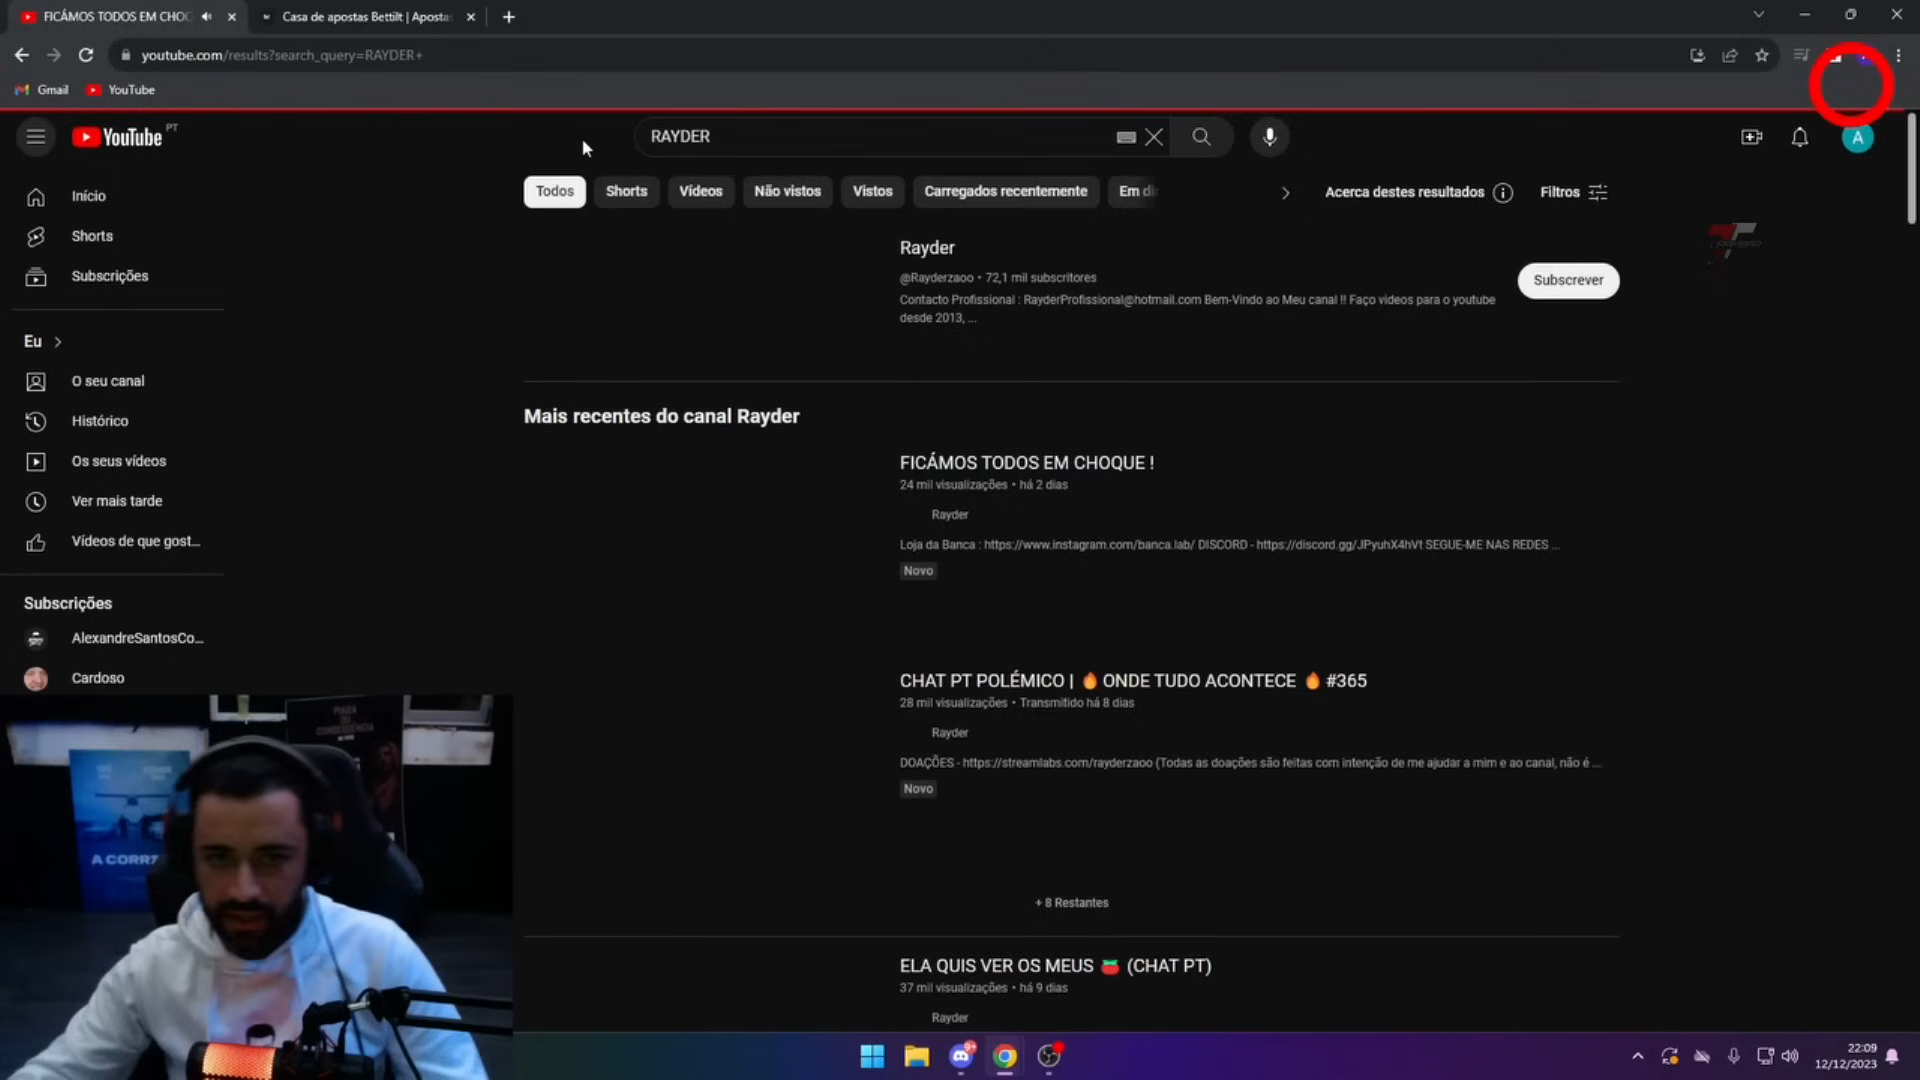 FICÁMOS TODOS EM CHOQ
Casa de apostas Bettilt | Aposta
youtube.com/results?search_query=RAYDER+
Gmail
YouTube
YouTube PT
RAYDER
A
Todos
Shorts
Vídeos
Não vistos
Vistos
Carregados recentemente
Em di
Acerca destes resultados
Filtros
Início
Shorts
Subscrições
Eu
O seu canal
Histórico
Os seus vídeos
Ver mais tarde
Vídeos de que gost...
Subscrições
AlexandreSantosCo...
Cardoso
Rayder
@Rayderzaoo • 72,1 mil subscritores
Contacto Profissional : RayderProfissional@hotmail.com Bem-Vindo ao Meu canal !! Faço videos para o youtube
desde 2013, ...
Subscrever
Mais recentes do canal Rayder
FICÁMOS TODOS EM CHOQUE !
24 mil visualizações • há 2 dias
Rayder
Loja da Banca : https://www.instagram.com/banca.lab/ DISCORD - https://discord.gg/JPyuhX4hVt SEGUE-ME NAS REDES ...
Novo
CHAT PT POLÉMICO | 🔥 ONDE TUDO ACONTECE 🔥 #365
28 mil visualizações • Transmitido há 8 dias
Rayder
DOAÇÕES - https://streamlabs.com/rayderzaoo (Todas as doações são feitas com intenção de me ajudar a mim e ao canal, não é ...
Novo
+ 8 Restantes
ELA QUIS VER OS MEUS 🍅 (CHAT PT)
37 mil visualizações • há 9 dias
Rayder
A CORR
9+
22:09
12/12/2023